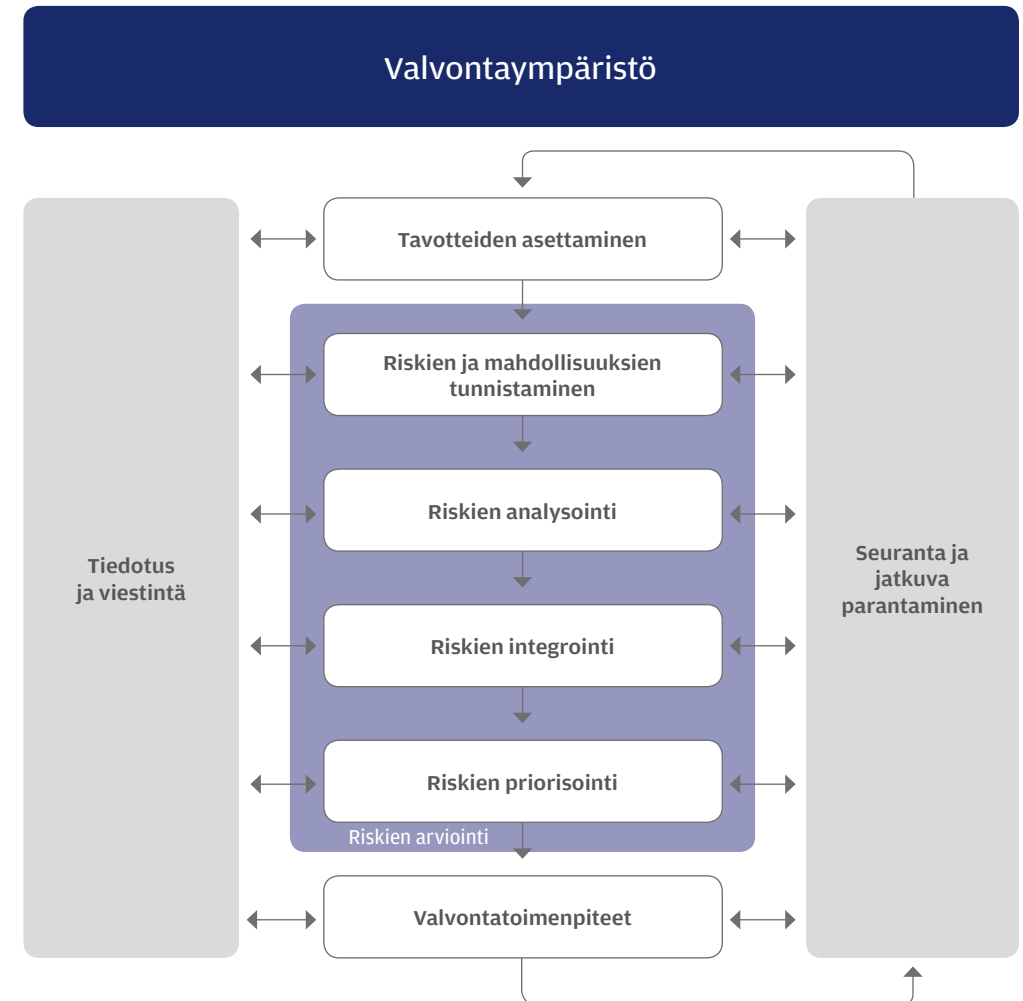 Valvontaympäristö
Tavotteiden asettaminen
Riskien ja mahdollisuuksien
tunnistaminen
Riskien analysointi
Riskien integrointi
Riskien priorisointi
Riskien arviointi
Valvontatoimenpiteet
Tiedotus
ja viestintä
Seuranta ja
jatkuva
parantaminen